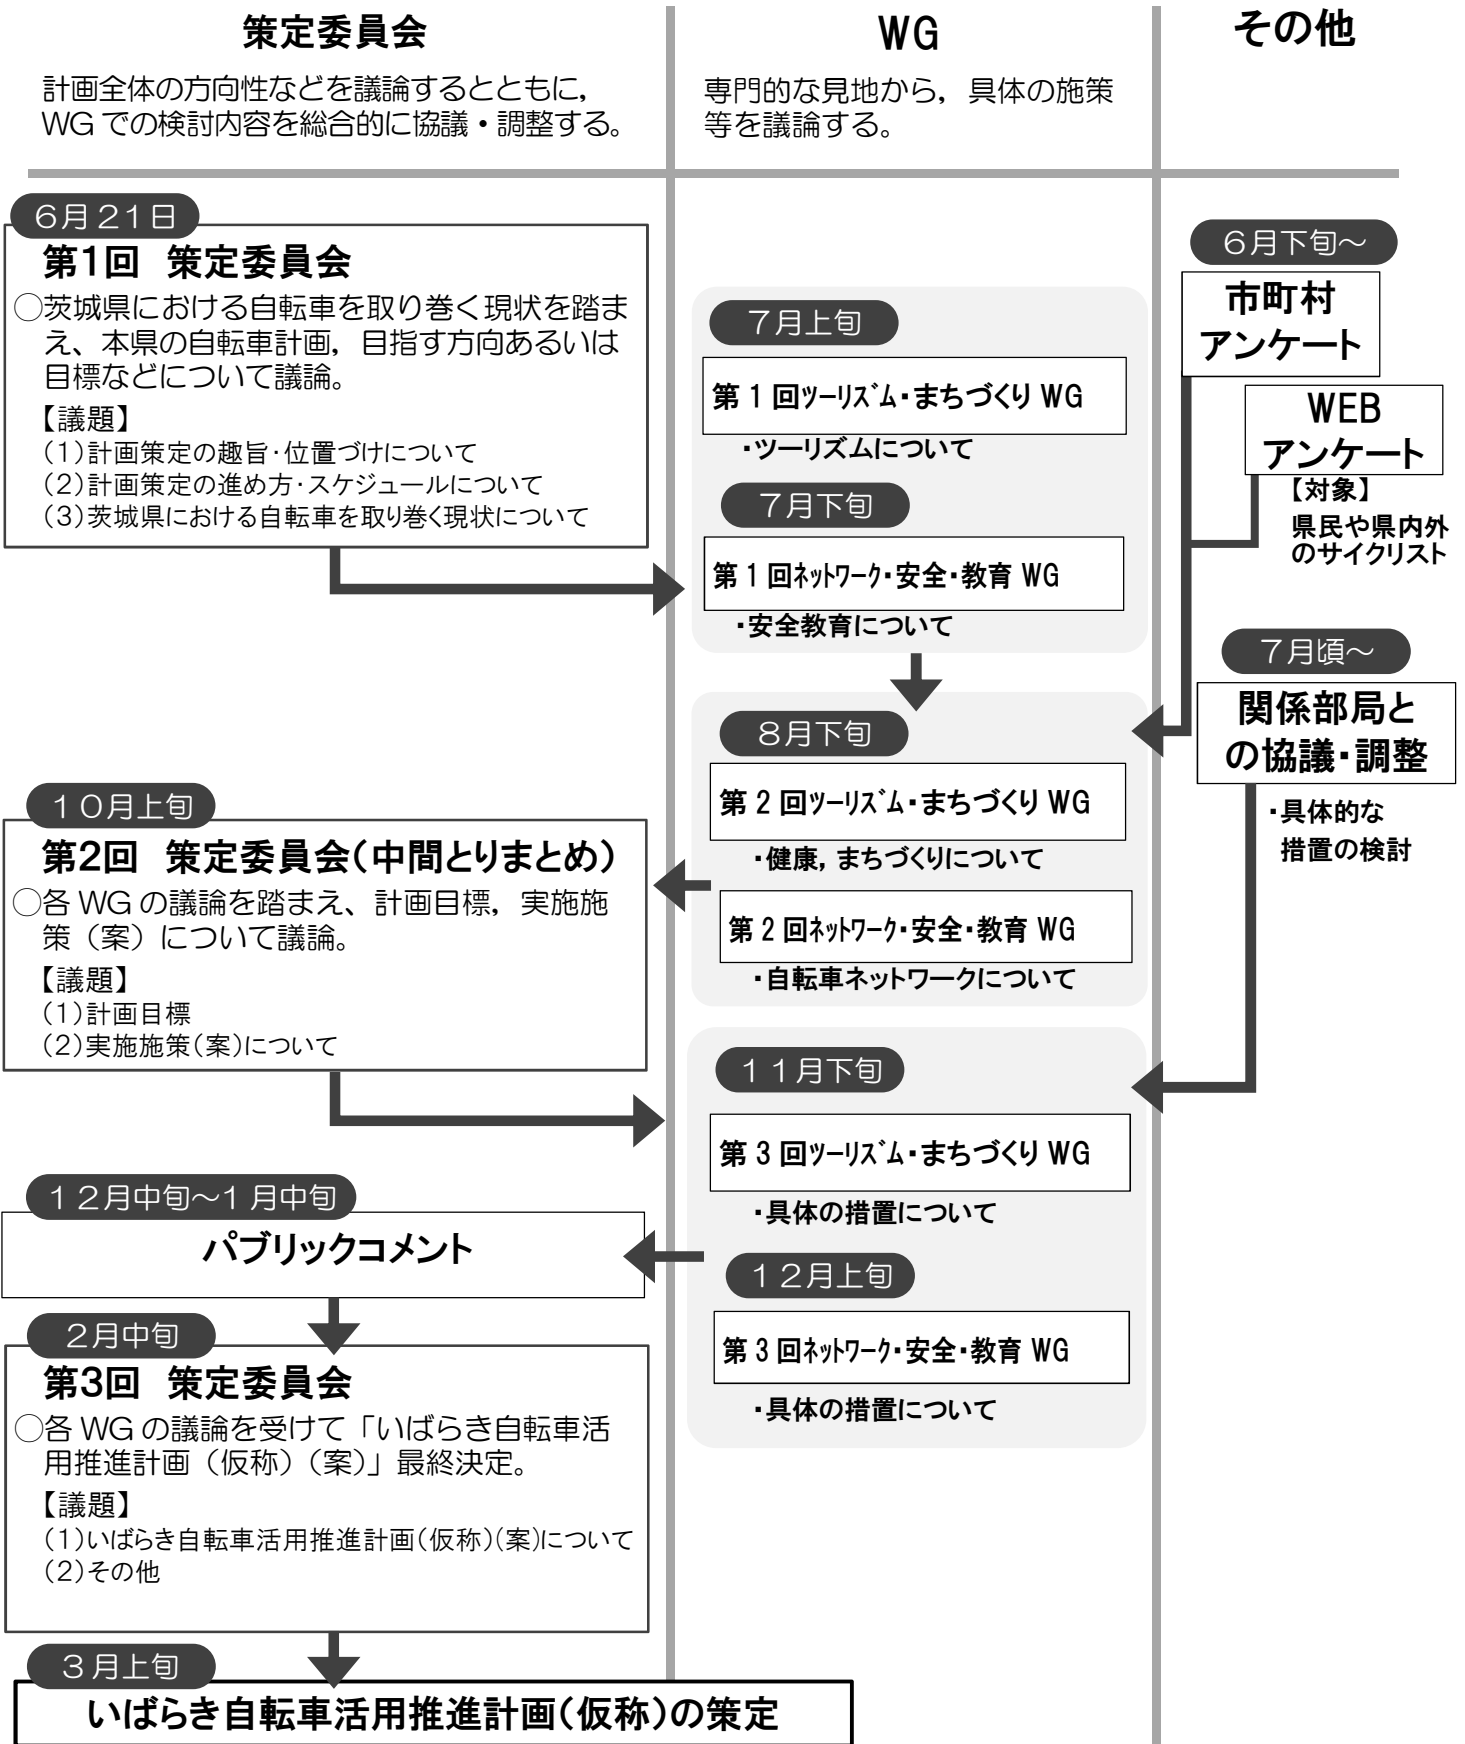 策定委員会
計画全体の方向性などを議論するとともに，
WGでの検討内容を総合的に協議・調整する。
WG
専門的な見地から，具体の施策
等を議論する。
その他
6月21日
第1回　策定委員会
○茨城県における自転車を取り巻く現状を踏ま
え、本県の自転車計画，目指す方向あるいは
目標などについて議論。
【議題】
(1)計画策定の趣旨・位置づけについて
(2)計画策定の進め方・スケジュールについて
(3)茨城県における自転車を取り巻く現状について
10月上旬
第2回　策定委員会(中間とりまとめ)
○各WGの議論を踏まえ、計画目標，実施施
策（案）について議論。
【議題】
(1)計画目標
(2)実施施策(案)について
12月中旬～1月中旬
パブリックコメント
2月中旬
第3回　策定委員会
○各WGの議論を受けて「いばらき自転車活
用推進計画（仮称）（案）」最終決定。
【議題】
(1)いばらき自転車活用推進計画(仮称)(案)について
(2)その他
3月上旬
いばらき自転車活用推進計画(仮称)の策定
7月上旬
第1回ﾂｰﾘｽﾞﾑ・まちづくりWG
・ツーリズムについて
7月下旬
第1回ﾈｯﾄﾜｰｸ・安全・教育WG
・安全教育について
8月下旬
第2回ﾂｰﾘｽﾞﾑ・まちづくりWG
・健康，まちづくりについて
第2回ﾈｯﾄﾜｰｸ・安全・教育WG
・自転車ネットワークについて
11月下旬
第3回ﾂｰﾘｽﾞﾑ・まちづくりWG
・具体の措置について
12月上旬
第3回ﾈｯﾄﾜｰｸ・安全・教育WG
・具体の措置について
6月下旬～
市町村
アンケート
WEB
アンケート
【対象】
県民や県内外
のサイクリスト
7月頃～
関係部局と
の協議・調整
・具体的な
措置の検討